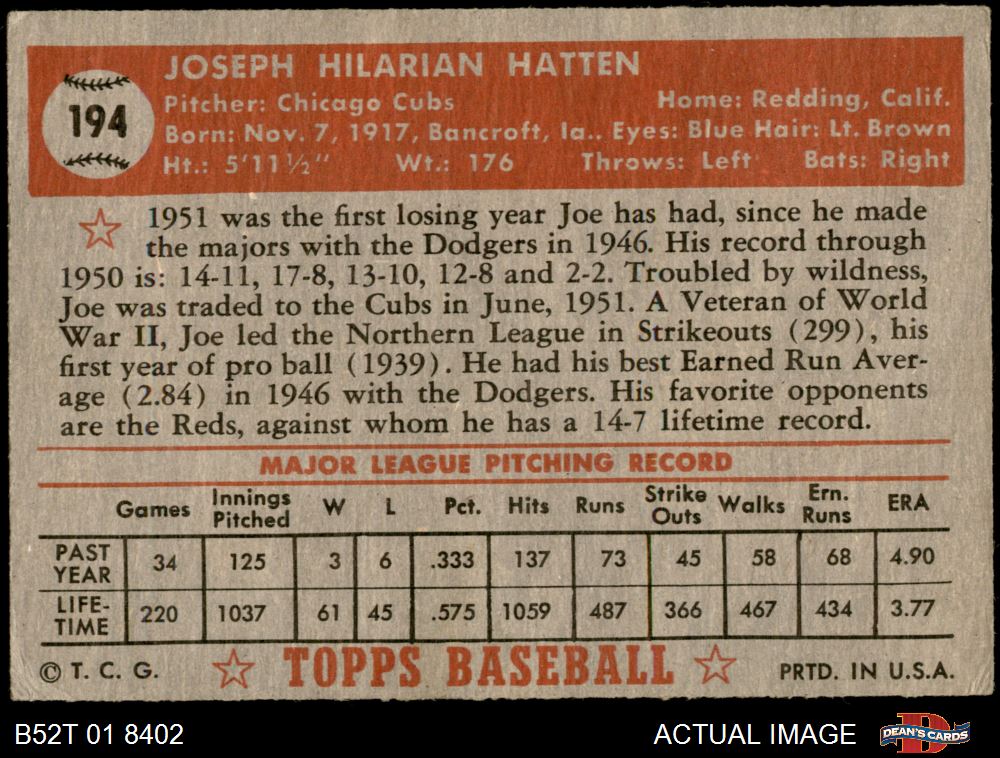 194
JOSEPH HILARIAN HATTEN
Pitcher: Chicago Cubs Home: Redding, Calif.
Born: Nov. 7, 1917, Bancroft, Ia.. Eyes: Blue Hair: Lt. Brown
Ht.: 5'11½" Wt.: 176 Throws: Left Bats: Right
1951 was the first losing year Joe has had, since he made
the majors with the Dodgers in 1946. His record through
1950 is: 14-11, 17-8, 13-10, 12-8 and 2-2. Troubled by wildness,
Joe was traded to the Cubs in June, 1951. A Veteran of World
War II, Joe led the Northern League in Strikeouts (299), his
first year of pro ball (1939). He had his best Earned Run Aver-
age (2.84) in 1946 with the Dodgers. His favorite opponents
are the Reds, against whom he has a 14-7 lifetime record.
MAJOR LEAGUE PITCHING RECORD
Games Innings Pitched W L Pct. Hits Runs Strike Outs Walks Ern. Runs ERA
PAST YEAR 34 125 3 6 .333 137 73 45 58 68 4.90
LIFE-TIME 220 1037 61 45 .575 1059 487 366 467 434 3.77
© T. C. G. TOPPS BASEBALL PRTD. IN U.S.A.
B52T 01 8402 ACTUAL IMAGE DEAN'S CARDS